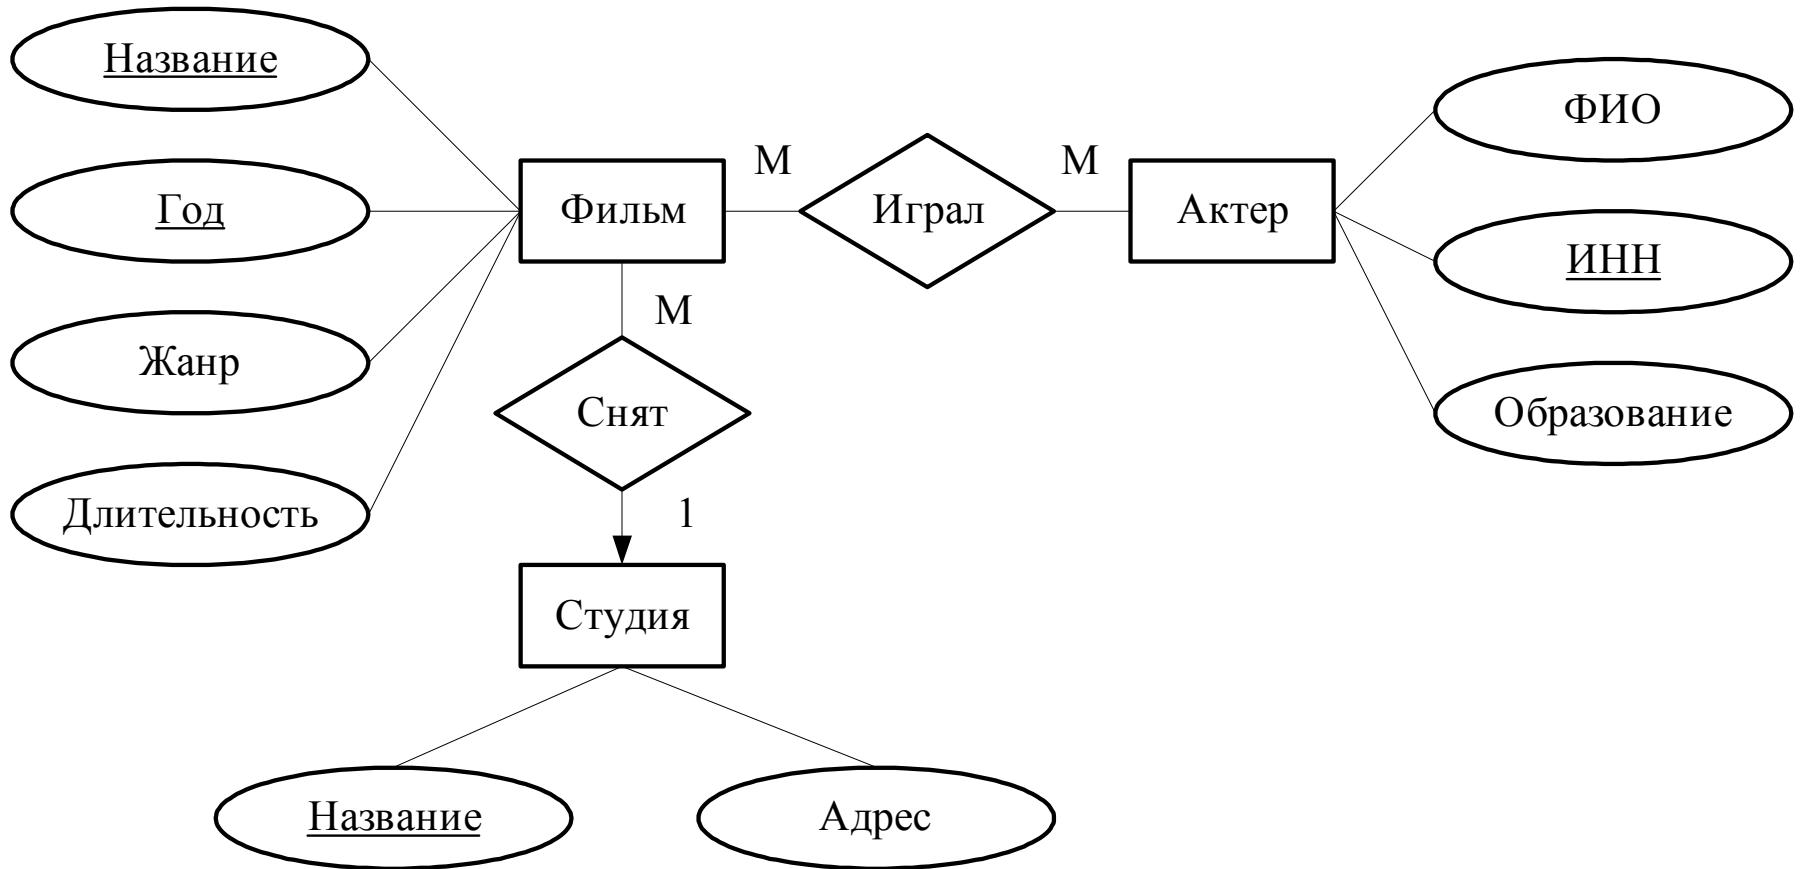 Название
ФИО
М
М
Год
Фильм
Играл
Актер
ИНН
М
Жанр
Снят
Образование
Длительность
1
Студия
Название
Адрес